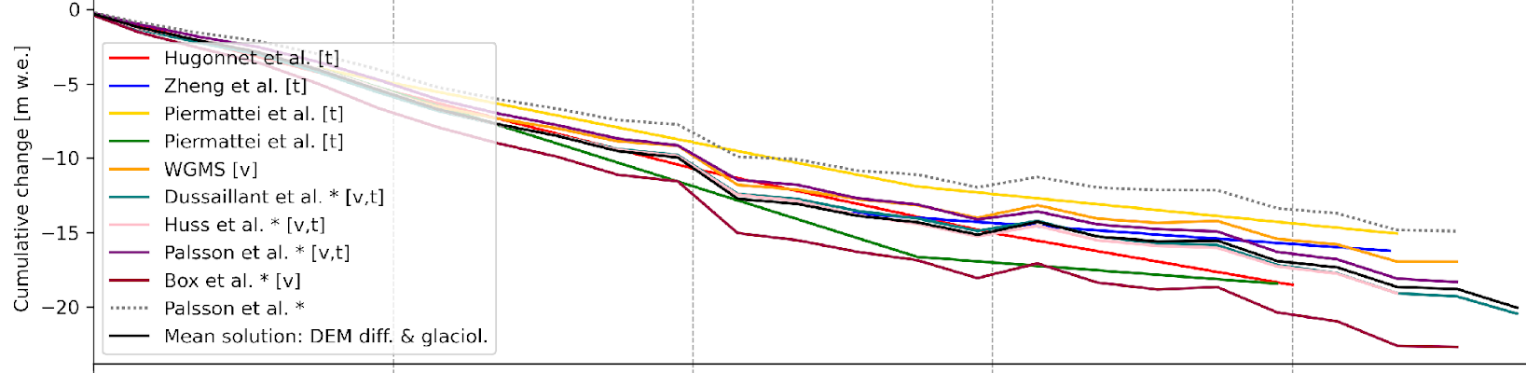 Cumulative change [m w.e.]
0
−5
−10
−15
−20
Hugonnet et al. [t]
Zheng et al. [t]
Piermattei et al. [t]
Piermattei et al. [t]
WGMS [v]
Dussaillant et al. * [v,t]
Huss et al. * [v,t]
Palsson et al. * [v,t]
Box et al. * [v]
Palsson et al. *
Mean solution: DEM diff. & glaciol.